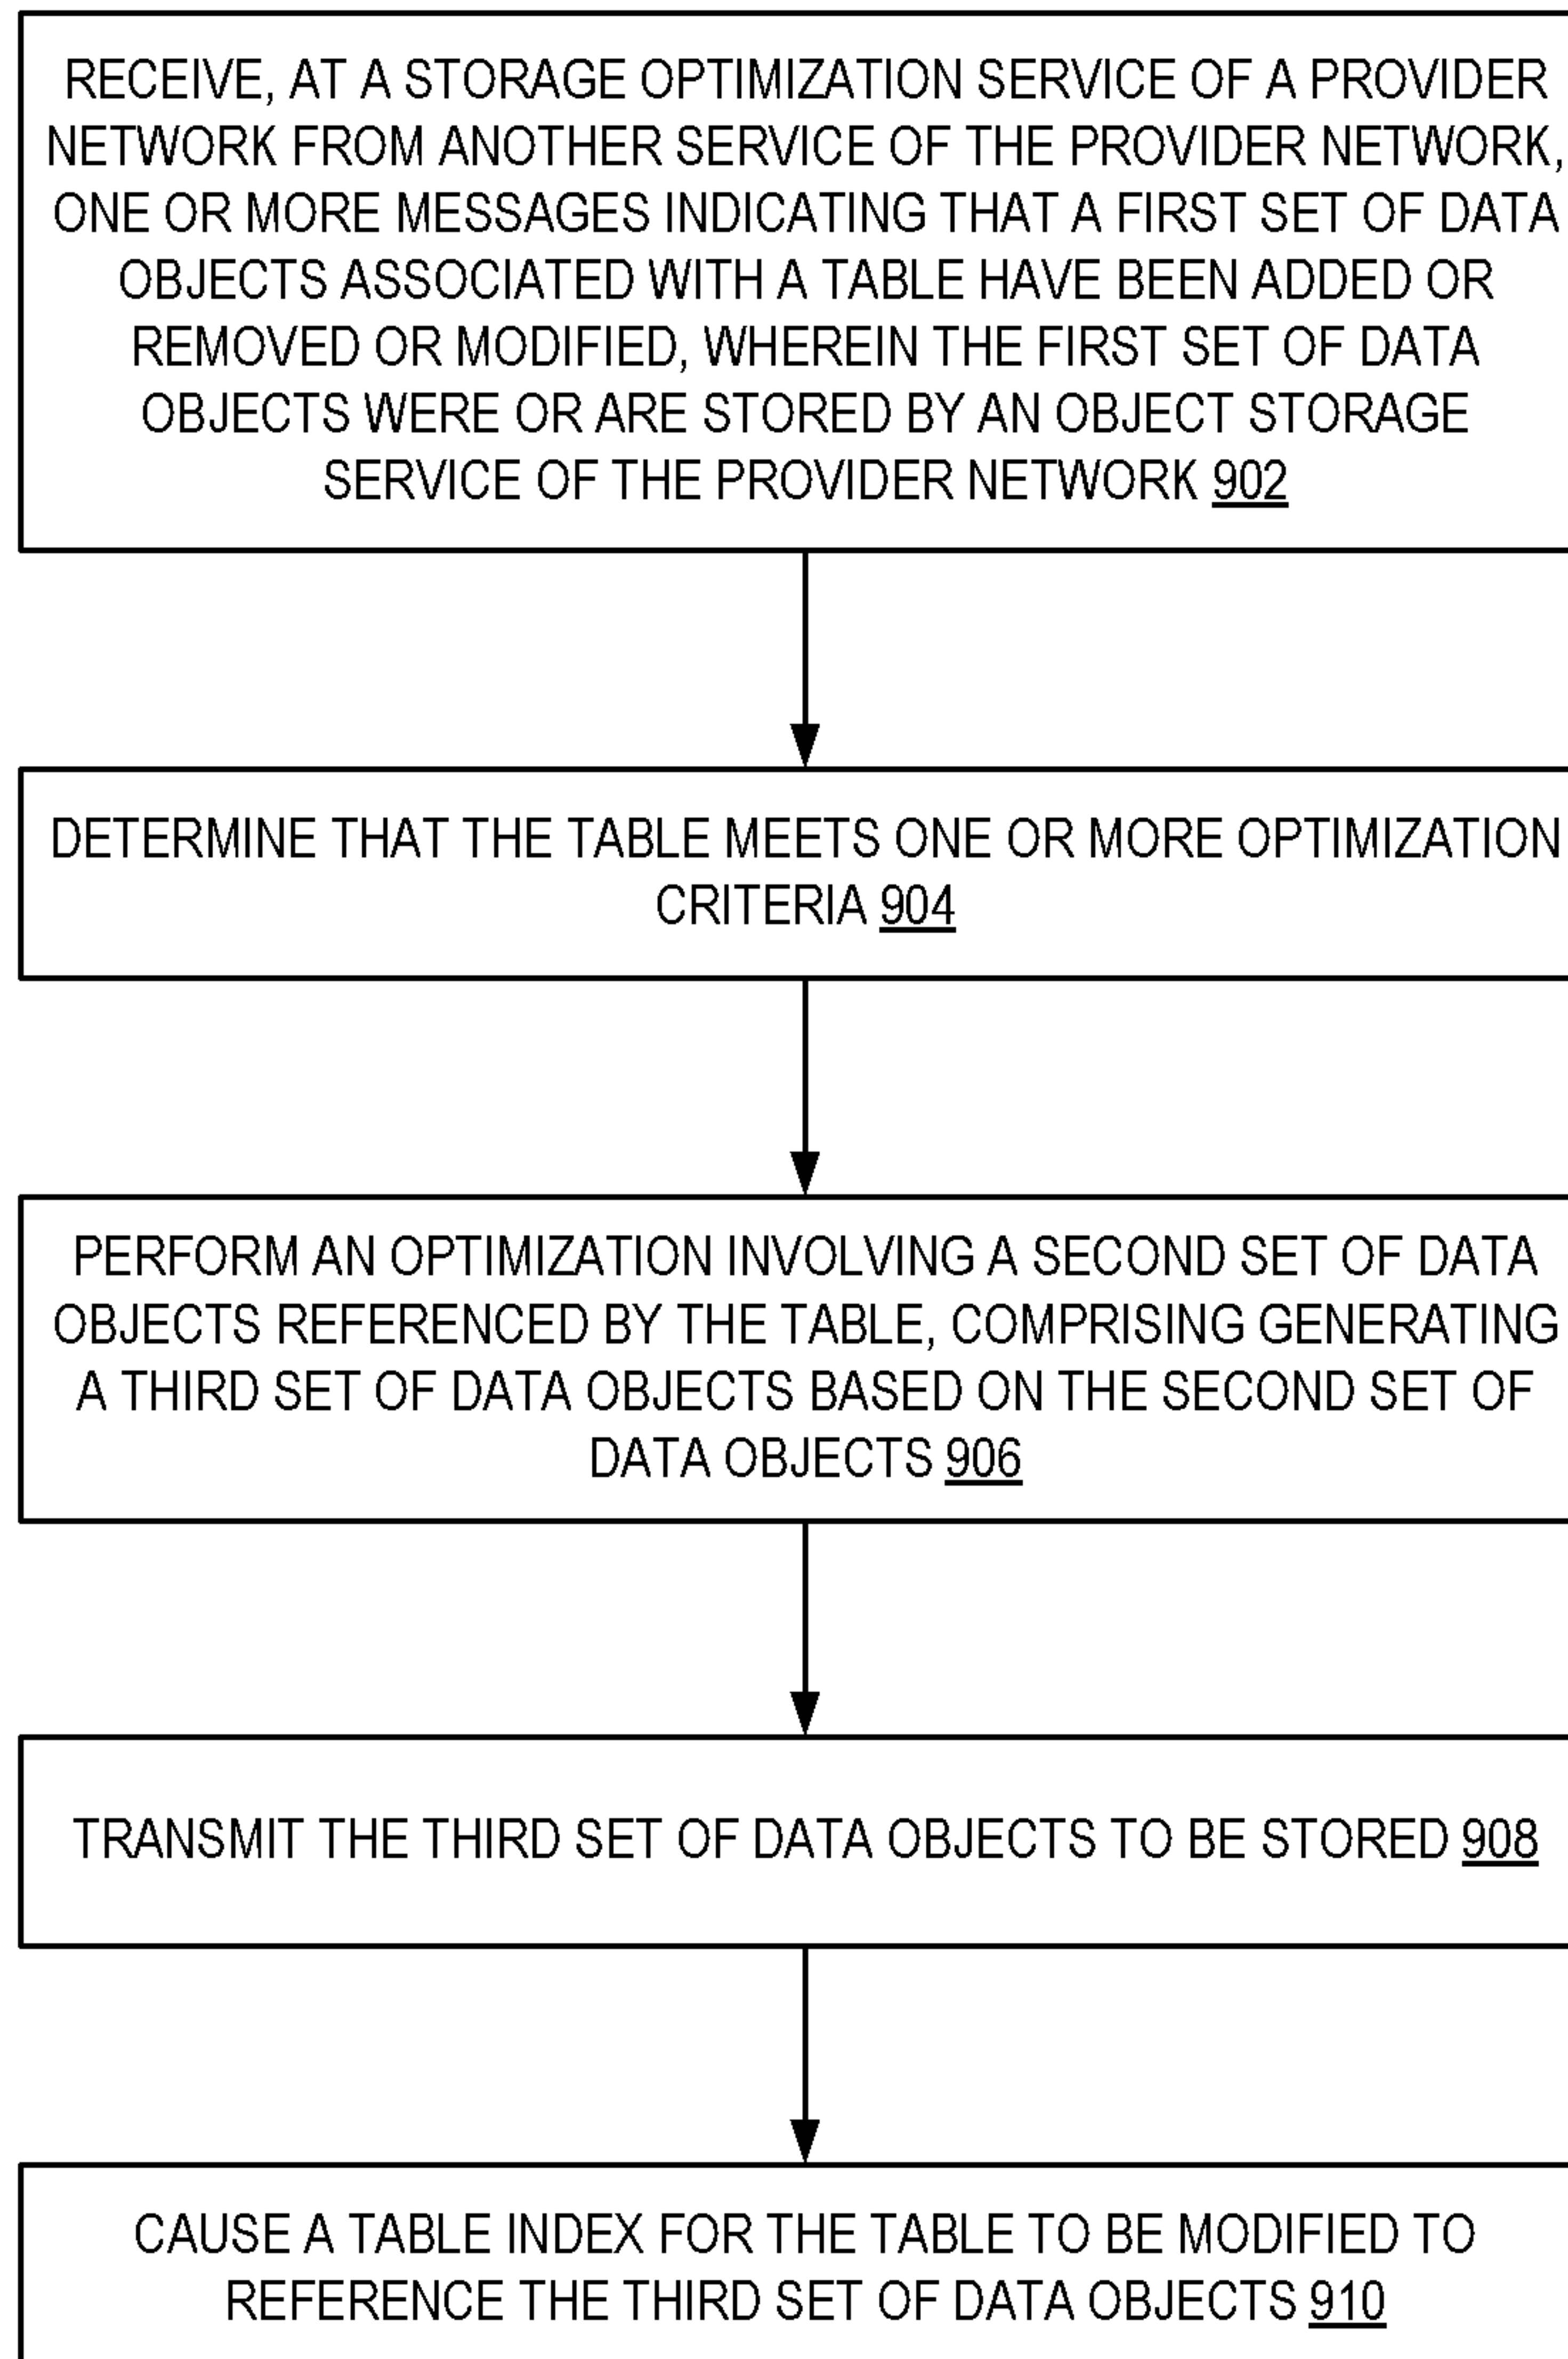 RECEIVE, AT A STORAGE OPTIMIZATION SERVICE OF A PROVIDER
NETWORK FROM ANOTHER SERVICE OF THE PROVIDER NETWORK,
ONE OR MORE MESSAGES INDICATING THAT A FIRST SET OF DATA
OBJECTS ASSOCIATED WITH A TABLE HAVE BEEN ADDED OR
REMOVED OR MODIFIED, WHEREIN THE FIRST SET OF DATA
OBJECTS WERE OR ARE STORED BY AN OBJECT STORAGE
SERVICE OF THE PROVIDER NETWORK 902
DETERMINE THAT THE TABLE MEETS ONE OR MORE OPTIMIZATION
CRITERIA 904
PERFORM AN OPTIMIZATION INVOLVING A SECOND SET OF DATA
OBJECTS REFERENCED BY THE TABLE, COMPRISING GENERATING
A THIRD SET OF DATA OBJECTS BASED ON THE SECOND SET OF
DATA OBJECTS 906
TRANSMIT THE THIRD SET OF DATA OBJECTS TO BE STORED 908
CAUSE A TABLE INDEX FOR THE TABLE TO BE MODIFIED TO
REFERENCE THE THIRD SET OF DATA OBJECTS 910